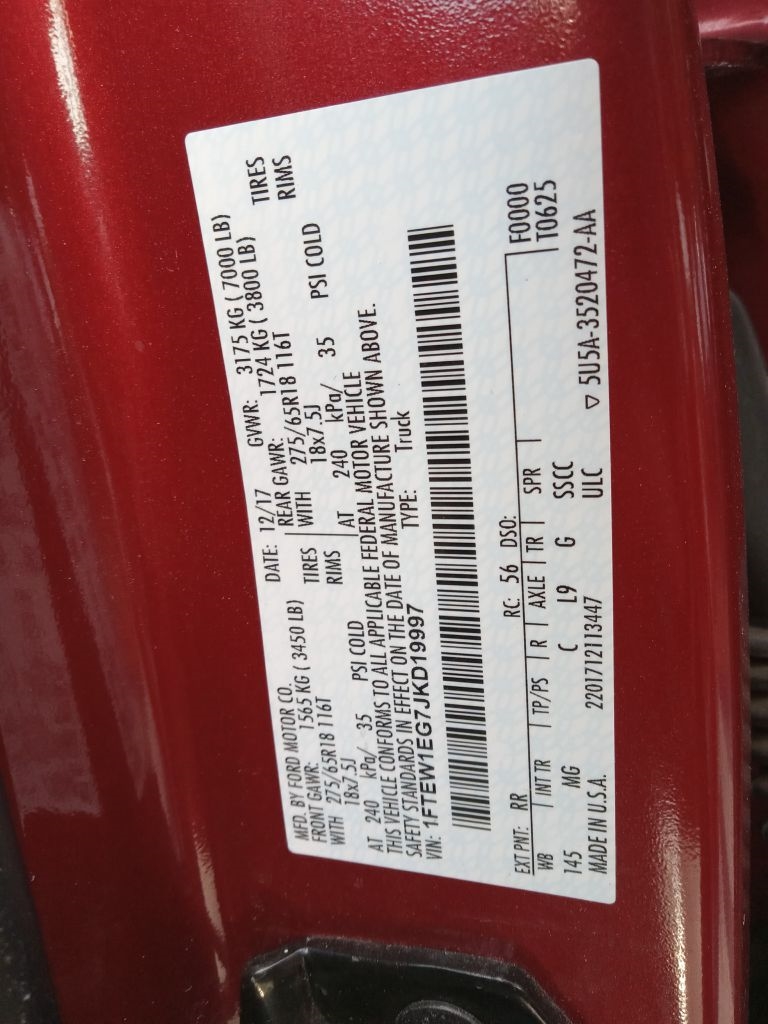 MFD. BY FORD MOTOR CO.
DATE: 12/17 GVWR: 3175 KG ( 7000 LB)
FRONT GAWR: 1565 KG ( 3450 LB)
REAR GAWR: 1724 KG ( 3800 LB)
WITH 275/65R18 116T TIRES
WITH 275/65R18 116T TIRES
18x7.5J RIMS
18x7.5J RIMS
AT 240 kPa/ 35 PSI COLD
AT 240 kPa/ 35 PSI COLD
THIS VEHICLE CONFORMS TO ALL APPLICABLE FEDERAL MOTOR VEHICLE
SAFETY STANDARDS IN EFFECT ON THE DATE OF MANUFACTURE SHOWN ABOVE.
VIN: 1FTEW1EG7JKD19997 TYPE: Truck
F0000
EXT PNT: RR RC: 56 DSO: T0625
WB INT TR TP/PS R AXLE TR SPR
145 MG C L9 G SSCC
MADE IN U.S.A. 2201712113447 ULC
▽ 5U5A-3520472-AA